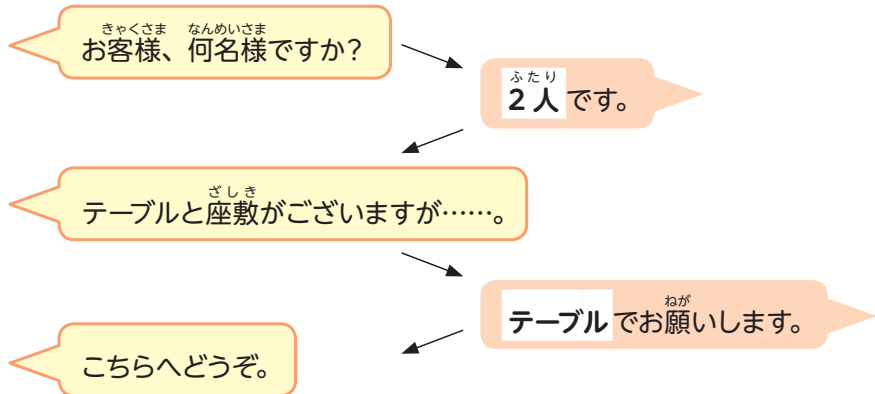 お客様、何名様ですか？
2人です。
テーブルと座敷がございますが……。
テーブルでお願いします。
こちらへどうぞ。